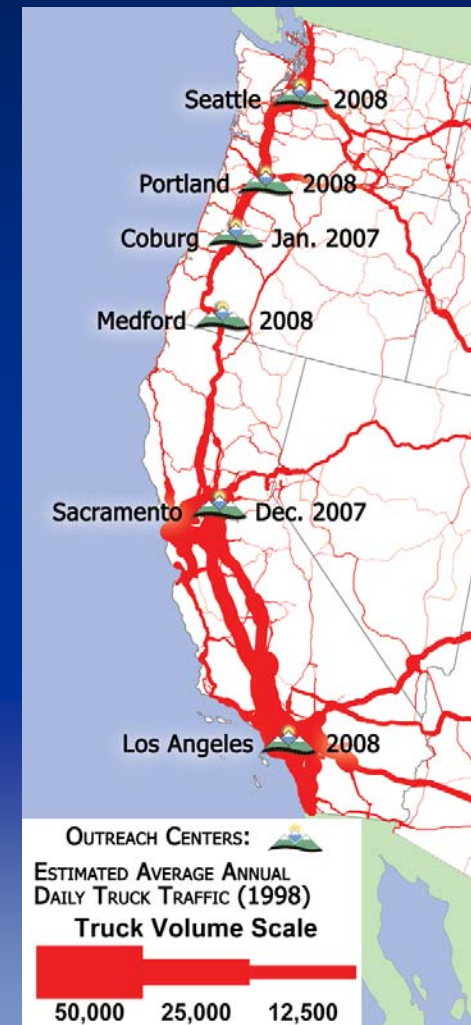 Seattle 2008
Portland 2008
Coburg Jan. 2007
Medford 2008
Sacramento Dec. 2007
Los Angeles 2008
OUTREACH CENTERS:
ESTIMATED AVERAGE ANNUAL
DAILY TRUCK TRAFFIC (1998)
Truck Volume Scale
50,000 25,000 12,500